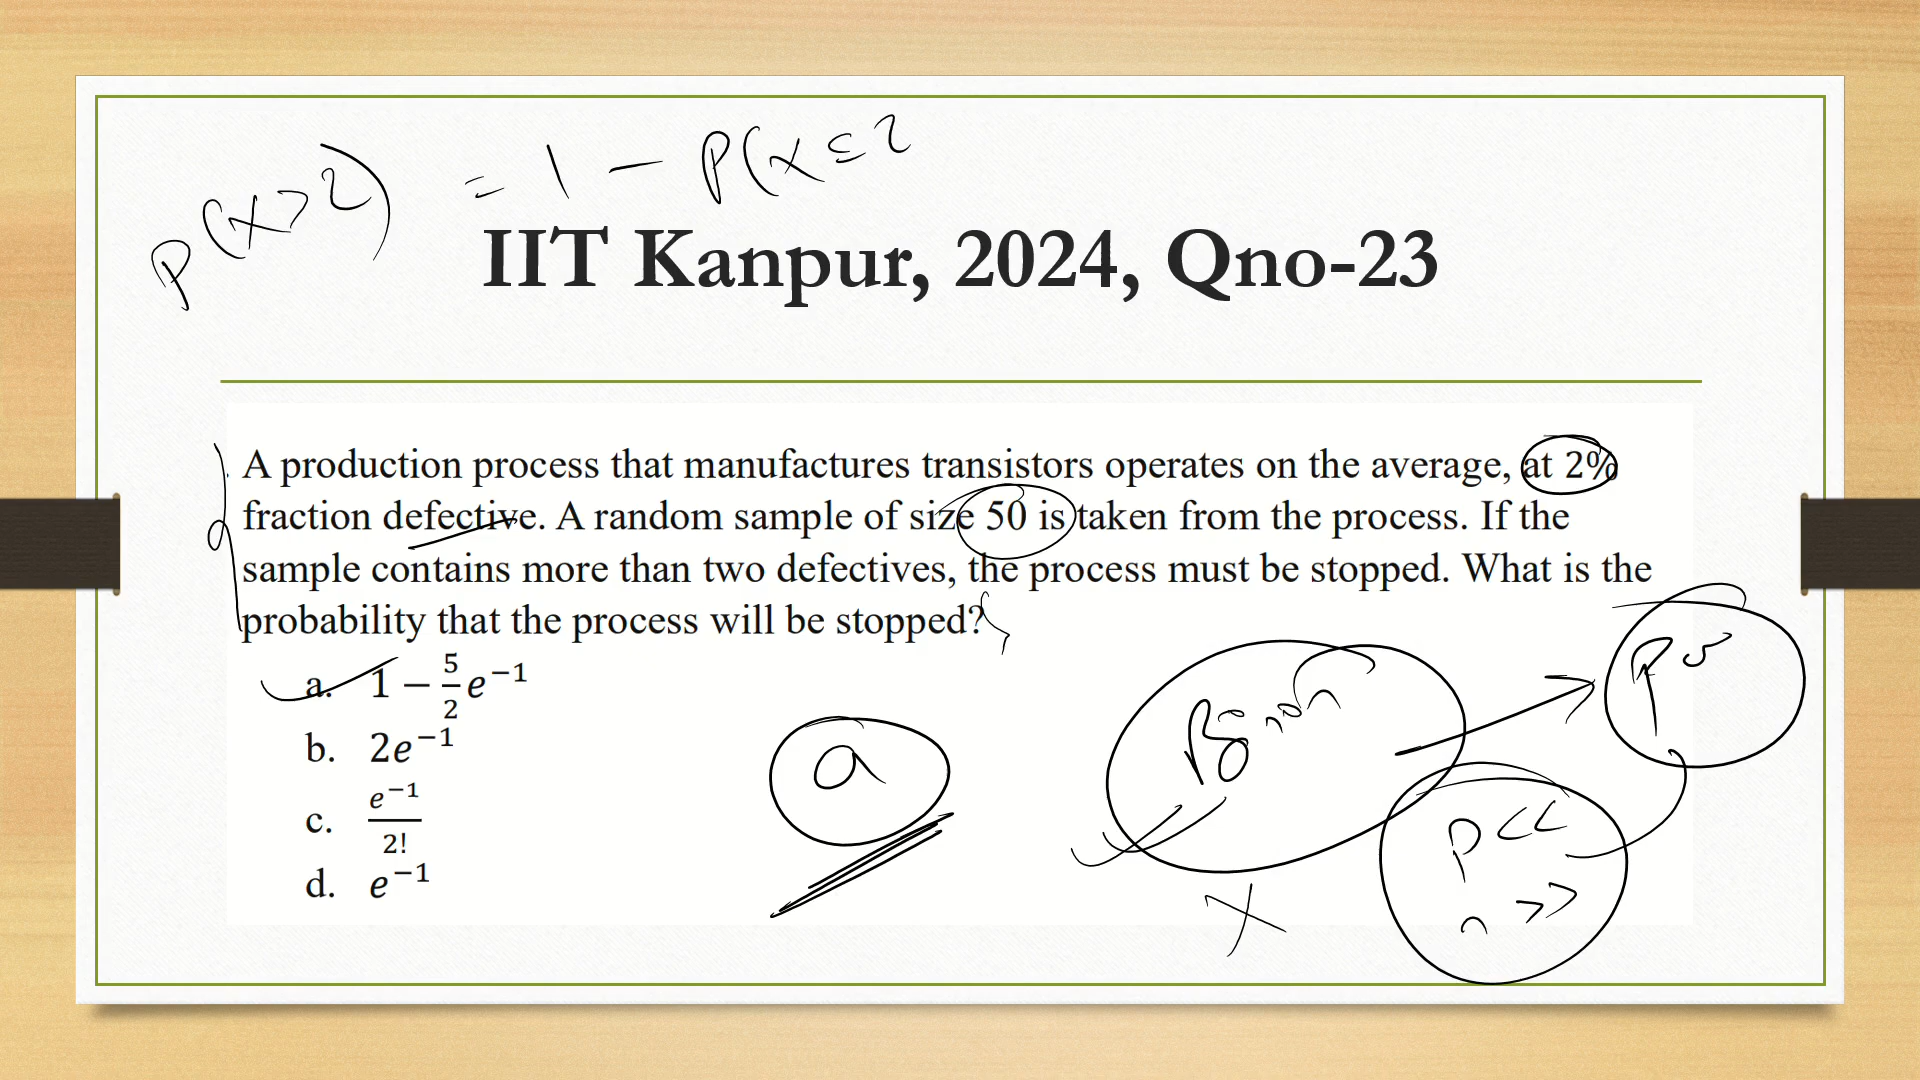 P(X>2) = 1 - P(X≤2
IIT Kanpur, 2024, Qno-23
A production process that manufactures transistors operates on the average, at 2%
fraction defective. A random sample of size 50 is taken from the process. If the
sample contains more than two defectives, the process must be stopped. What is the
probability that the process will be stopped?
a. 1 − 5/2 e^−1
b. 2e^−1
c. e^−1/2!
d. e^−1
a
P <<
n >>
X